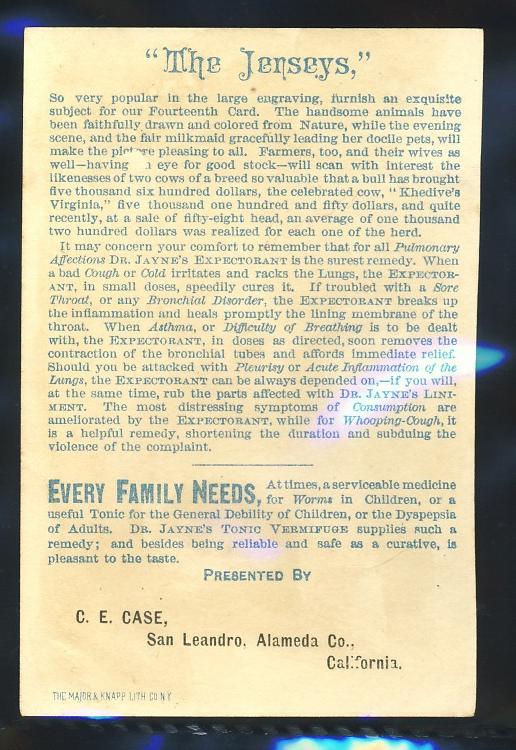 "The Jerseys,"
So very popular in the large engraving, furnish an exquisite
subject for our Fourteenth Card. The handsome animals have
been faithfully drawn and colored from Nature, while the evening
scene, and the fair milkmaid gracefully leading her docile pets, will
make the picture pleasing to all. Farmers, too, and their wives as
well—having eye for good stock—will scan with interest the
likenesses of two cows of a breed so valuable that a bull has brought
five thousand six hundred dollars, the celebrated cow, "Khedive's
Virginia," five thousand one hundred and fifty dollars, and quite
recently, at a sale of fifty-eight head, an average of one thousand
two hundred dollars was realized for each one of the herd.
It may concern your comfort to remember that for all Pulmonary
Affections DR. JAYNE'S EXPECTORANT is the surest remedy. When
a bad Cough or Cold irritates and racks the Lungs, the EXPECTOR-
ANT, in small doses, speedily cures it. If troubled with a Sore
Throat, or any Bronchial Disorder, the EXPECTORANT breaks up
the inflammation and heals promptly the lining membrane of the
throat. When Asthma, or Difficulty of Breathing is to be dealt
with, the EXPECTORANT, in doses as directed, soon removes the
contraction of the bronchial tubes and affords immediate relief.
Should you be attacked with Pleurisy or Acute Inflammation of the
Lungs, the EXPECTORANT can be always depended on,—if you will,
at the same time, rub the parts affected with DR. JAYNE'S LINI-
MENT. The most distressing symptoms of Consumption are
ameliorated by the EXPECTORANT, while for Whooping-Cough, it
is a helpful remedy, shortening the duration and subduing the
violence of the complaint.
EVERY FAMILY NEEDS, At times, a serviceable medicine
for Worms in Children, or a
useful Tonic for the General Debility of Children, or the Dyspepsia
of Adults. DR. JAYNE'S TONIC VERMIFUGE supplies such a
remedy; and besides being reliable and safe as a curative, is
pleasant to the taste.
PRESENTED BY
C. E. CASE,
San Leandro, Alameda Co.,
California.
THE MAJOR & KNAPP LITH CO N.Y